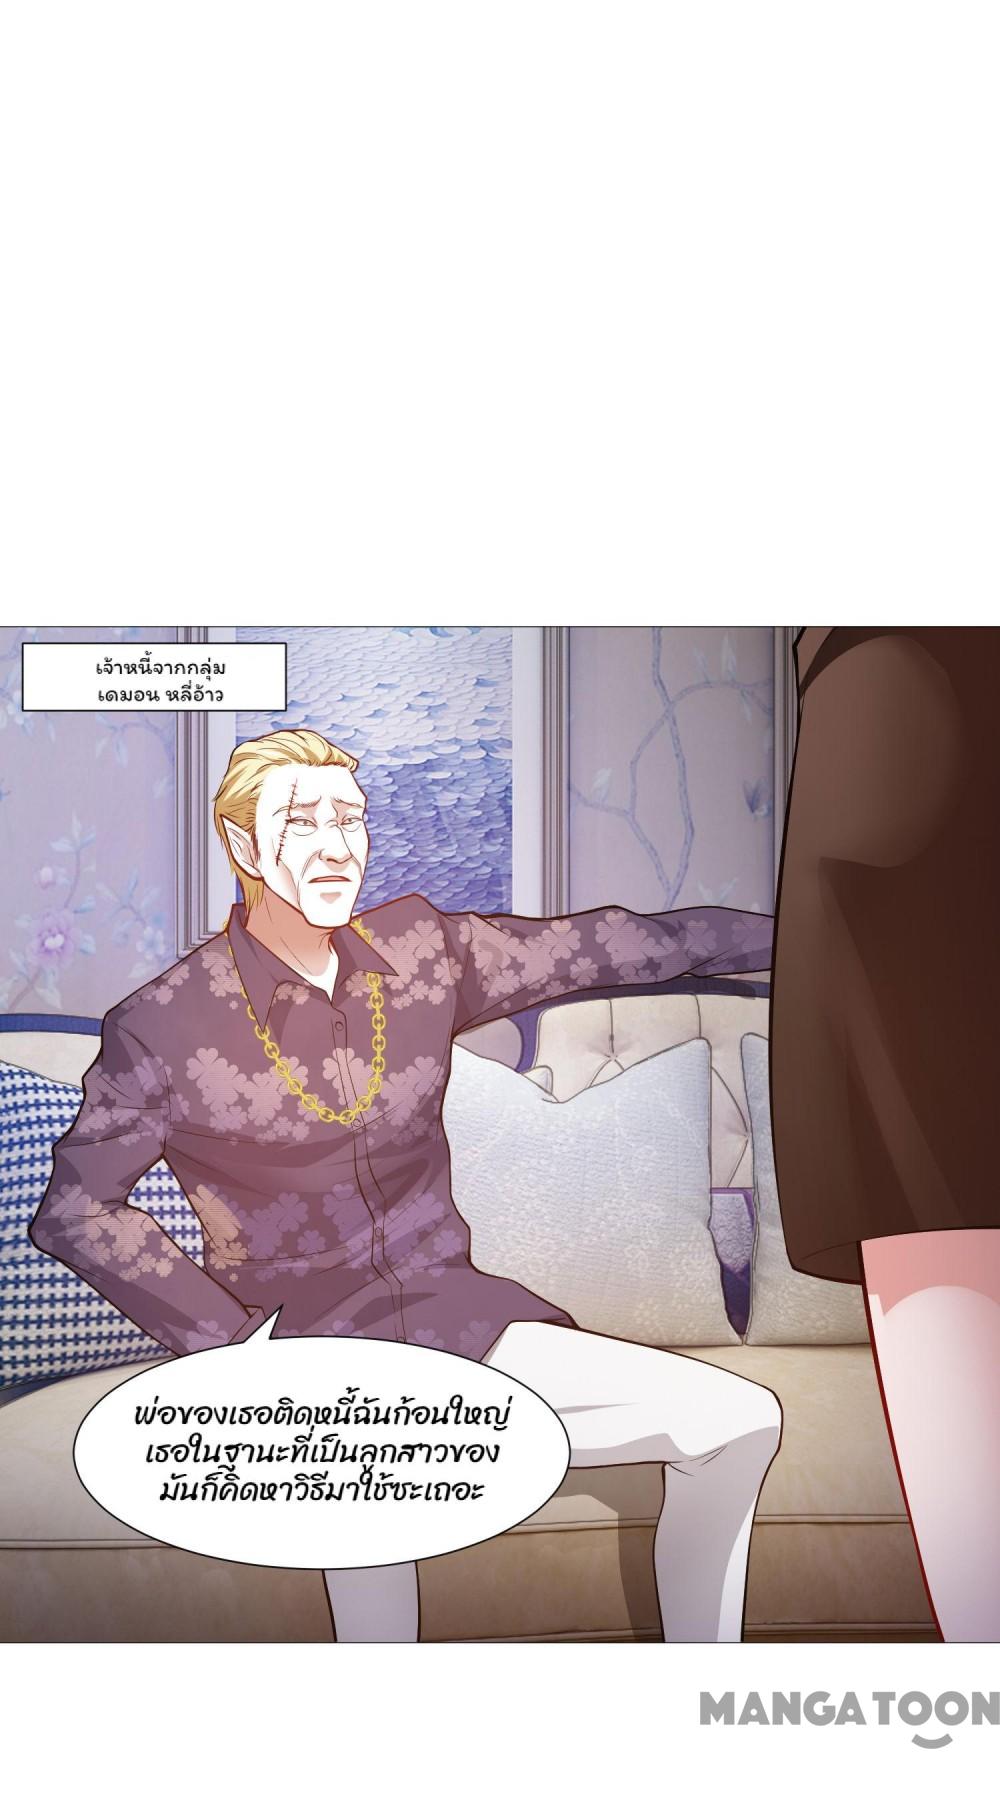 เจ้าหนี้จากกลุ่ม
เดมอน หลี่อ้าว
พ่อของเธอติดหนี้ฉันก้อนใหญ่
เธอในฐานะที่เป็นลูกสาวของ
มันก็คิดหาวิธีมาใช้ซะเถอะ
MANGATOON